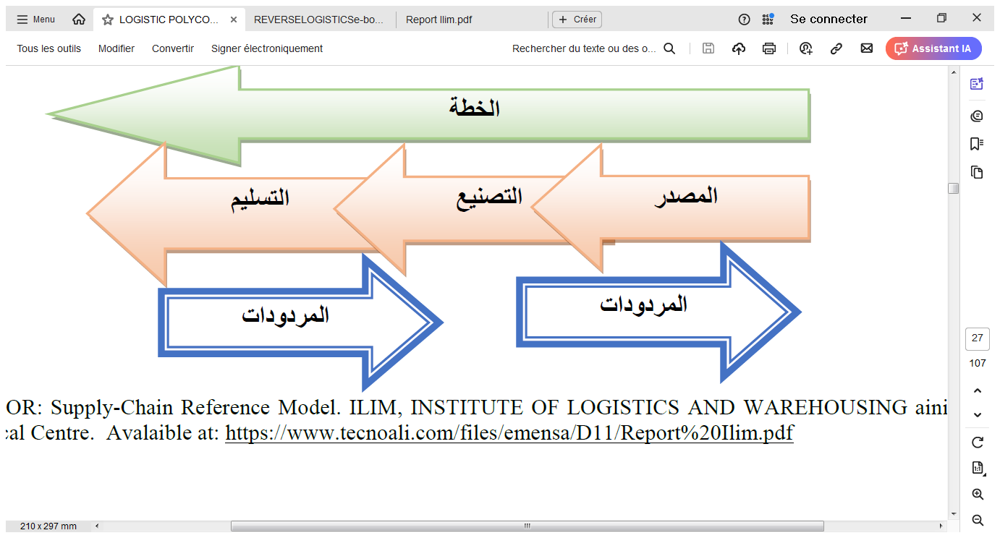 Menu
LOGISTIC POLYCO...
REVERSELOGISTICSe-bo...
Report Ilim.pdf
Créer
Se connecter
Tous les outils
Modifier
Convertir
Signer électroniquement
Rechercher du texte ou des o...
Assistant IA
الخطة
المصدر
التصنيع
التسليم
المردودات
المردودات
OR: Supply-Chain Reference Model. ILIM, INSTITUTE OF LOGISTICS AND WAREHOUSING aini
cal Centre. Avalaible at: https://www.tecnoali.com/files/emensa/D11/Report%20Ilim.pdf
27
107
1:1
210 x 297 mm